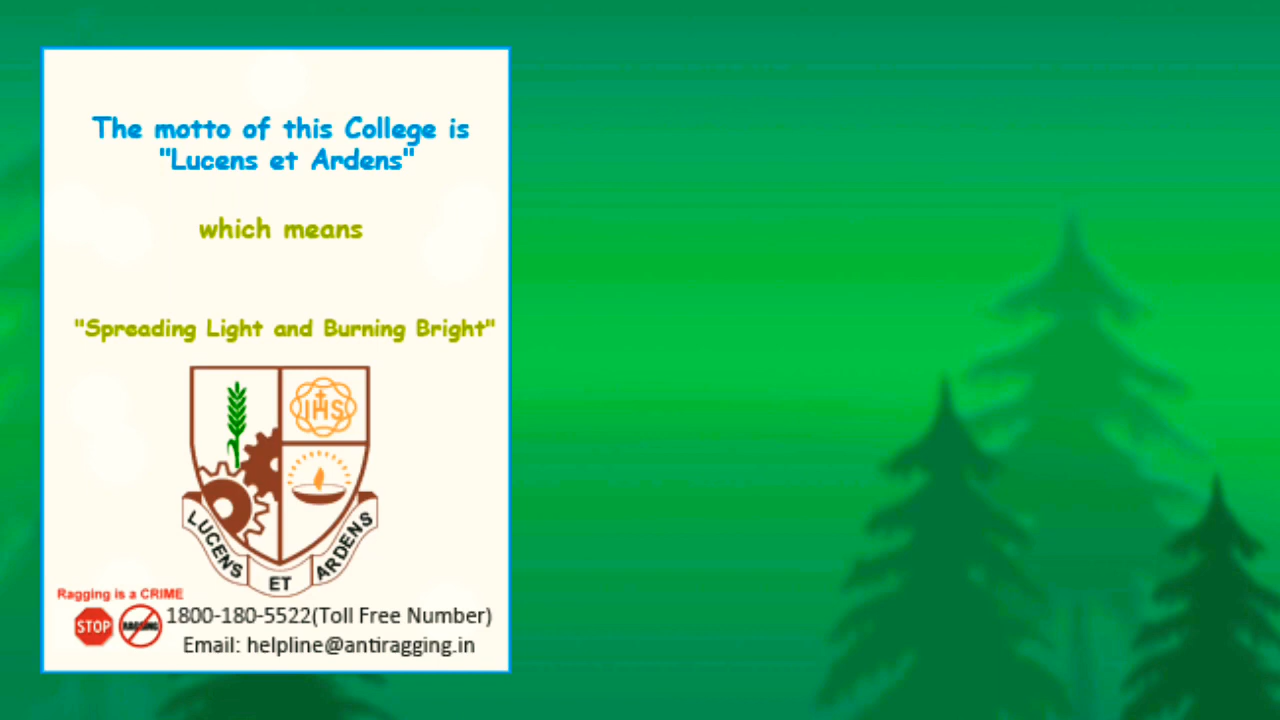 The motto of this College is
"Lucens et Ardens"
which means
"Spreading Light and Burning Bright"
IHS
LUCENS ET ARDENS
Ragging is a CRIME
STOP RAGGING 1800-180-5522(Toll Free Number)
Email: helpline@antiragging.in